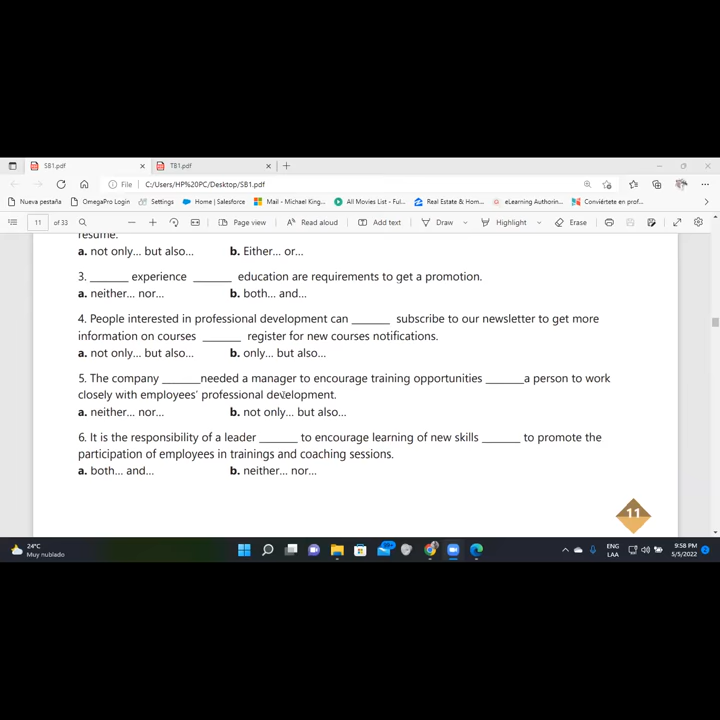 SB1.pdf
TB1.pdf
File
C:/Users/HP%20PC/Desktop/SB1.pdf
Nueva pestaña
OmegaPro Login
Settings
Home | Salesforce
Mail - Michael King...
All Movies List - Ful...
Real Estate & Hom...
eLearning Authorin...
Conviértete en prof...
11 of 33
Page view
Read aloud
Add text
Draw
Highlight
Erase
resume.
a. not only... but also... b. Either... or...
3. _______ experience _______ education are requirements to get a promotion.
a. neither... nor... b. both... and...
4. People interested in professional development can _______ subscribe to our newsletter to get more
information on courses _______ register for new courses notifications.
a. not only... but also... b. only... but also...
5. The company _______needed a manager to encourage training opportunities _______a person to work
closely with employees' professional development.
a. neither... nor... b. not only... but also...
6. It is the responsibility of a leader _______ to encourage learning of new skills _______ to promote the
participation of employees in trainings and coaching sessions.
a. both... and... b. neither... nor...
11
24°C
Muy nublado
ENG
LAA
9:58 PM
5/5/2022
2